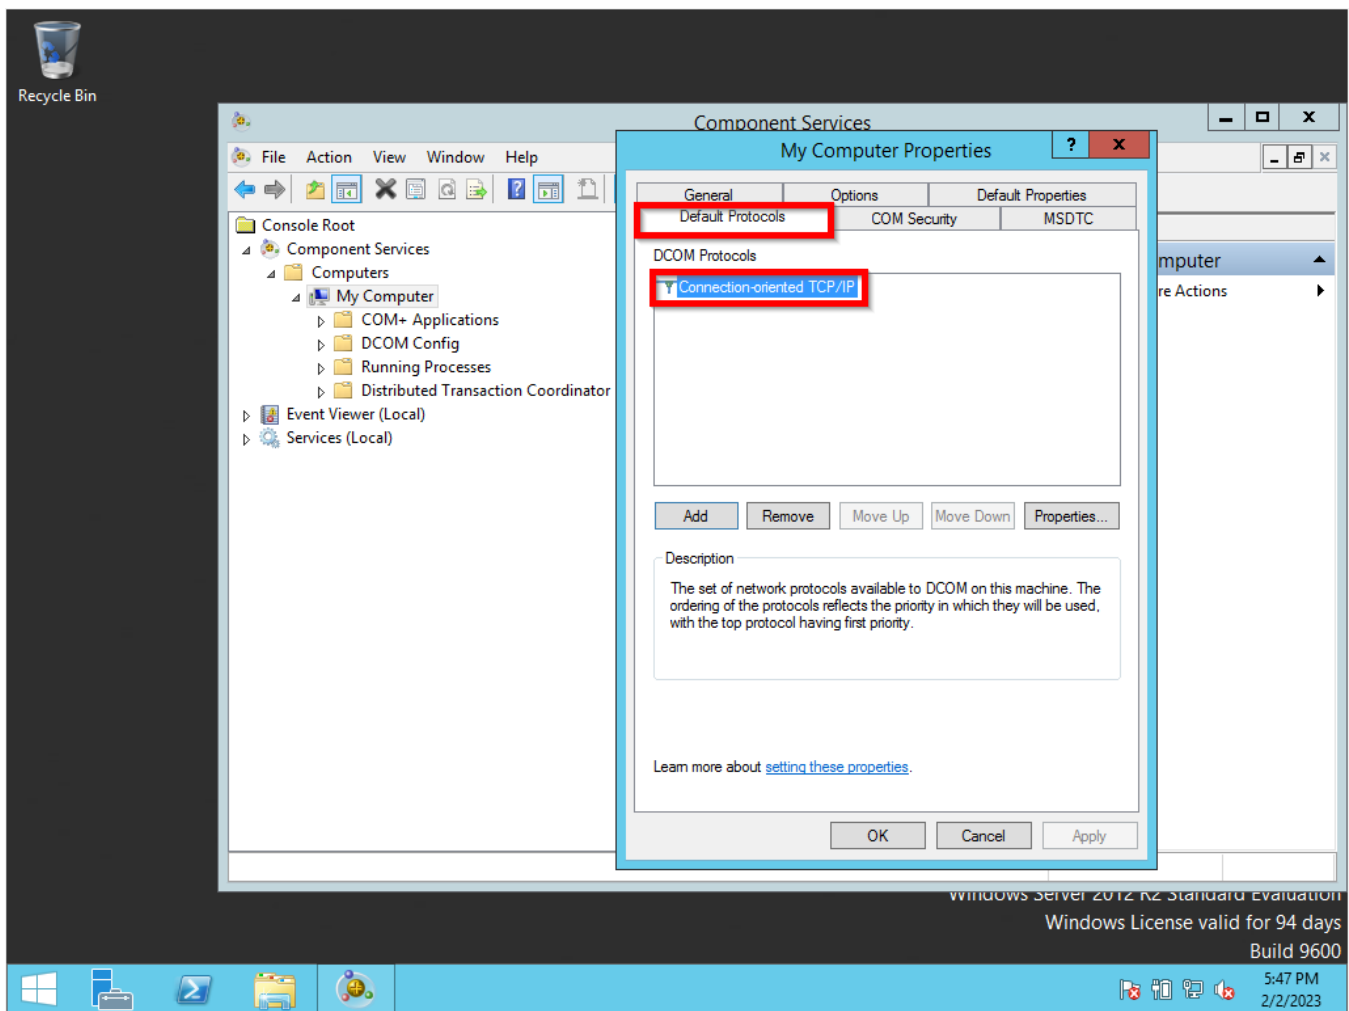 Recycle Bin
Component Services
My Computer Properties
?
x
File Action View Window Help
General Options Default Properties
Default Protocols COM Security MSDTC
Console Root
Component Services
Computers
My Computer
COM+ Applications
DCOM Config
Running Processes
Distributed Transaction Coordinator
Event Viewer (Local)
Services (Local)
DCOM Protocols
Connection-oriented TCP/IP
mputer
re Actions
Add Remove Move Up Move Down Properties...
Description
The set of network protocols available to DCOM on this machine. The
ordering of the protocols reflects the priority in which they will be used,
with the top protocol having first priority.
Learn more about setting these properties.
OK Cancel Apply
Windows Server 2012 R2 Standard Evaluation
Windows License valid for 94 days
Build 9600
5:47 PM
2/2/2023